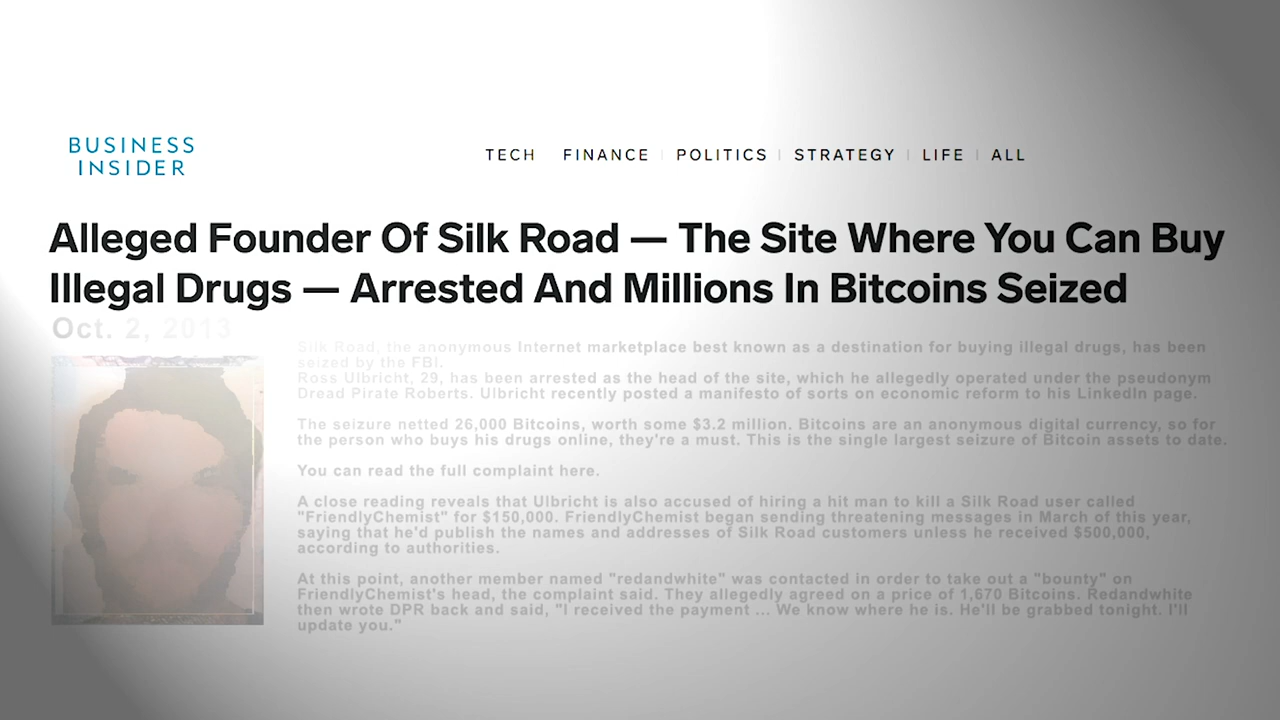 BUSINESS
INSIDER
TECH FINANCE | POLITICS | STRATEGY | LIFE | ALL
Alleged Founder Of Silk Road — The Site Where You Can Buy
Illegal Drugs — Arrested And Millions In Bitcoins Seized
Oct. 2, 2013
Silk Road, the anonymous Internet marketplace best known as a destination for buying illegal drugs, has been
seized by the FBI.
Ross Ulbricht, 29, has been arrested as the head of the site, which he allegedly operated under the pseudonym
Dread Pirate Roberts. Ulbricht recently posted a manifesto of sorts on economic reform to his LinkedIn page.
The seizure netted 26,000 Bitcoins, worth some $3.2 million. Bitcoins are an anonymous digital currency, so for
the person who buys his drugs online, they're a must. This is the single largest seizure of Bitcoin assets to date.
You can read the full complaint here.
A close reading reveals that Ulbricht is also accused of hiring a hit man to kill a Silk Road user called
"FriendlyChemist" for $150,000. FriendlyChemist began sending threatening messages in March of this year,
saying that he'd publish the names and addresses of Silk Road customers unless he received $500,000,
according to authorities.
At this point, another member named "redandwhite" was contacted in order to take out a "bounty" on
FriendlyChemist's head, the complaint said. They allegedly agreed on a price of 1,670 Bitcoins. Redandwhite
then wrote DPR back and said, "I received the payment ... We know where he is. He'll be grabbed tonight. I'll
update you."